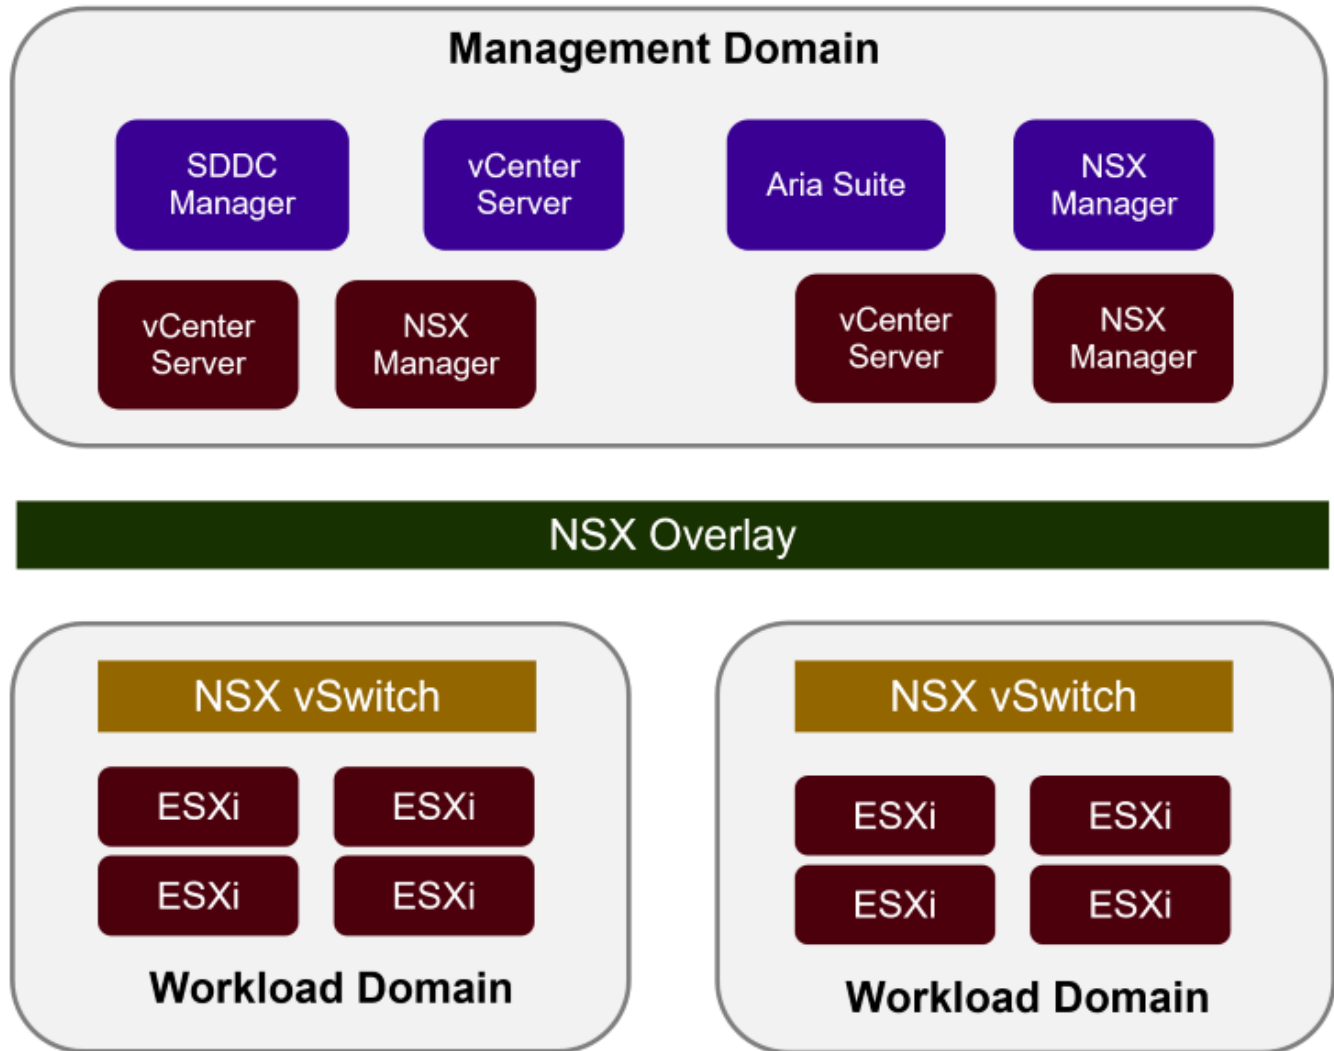 Management Domain
SDDC
Manager
vCenter
Server
Aria Suite
NSX
Manager
vCenter
Server
NSX
Manager
vCenter
Server
NSX
Manager
NSX Overlay
NSX vSwitch
ESXi
ESXi
ESXi
ESXi
Workload Domain
NSX vSwitch
ESXi
ESXi
ESXi
ESXi
Workload Domain